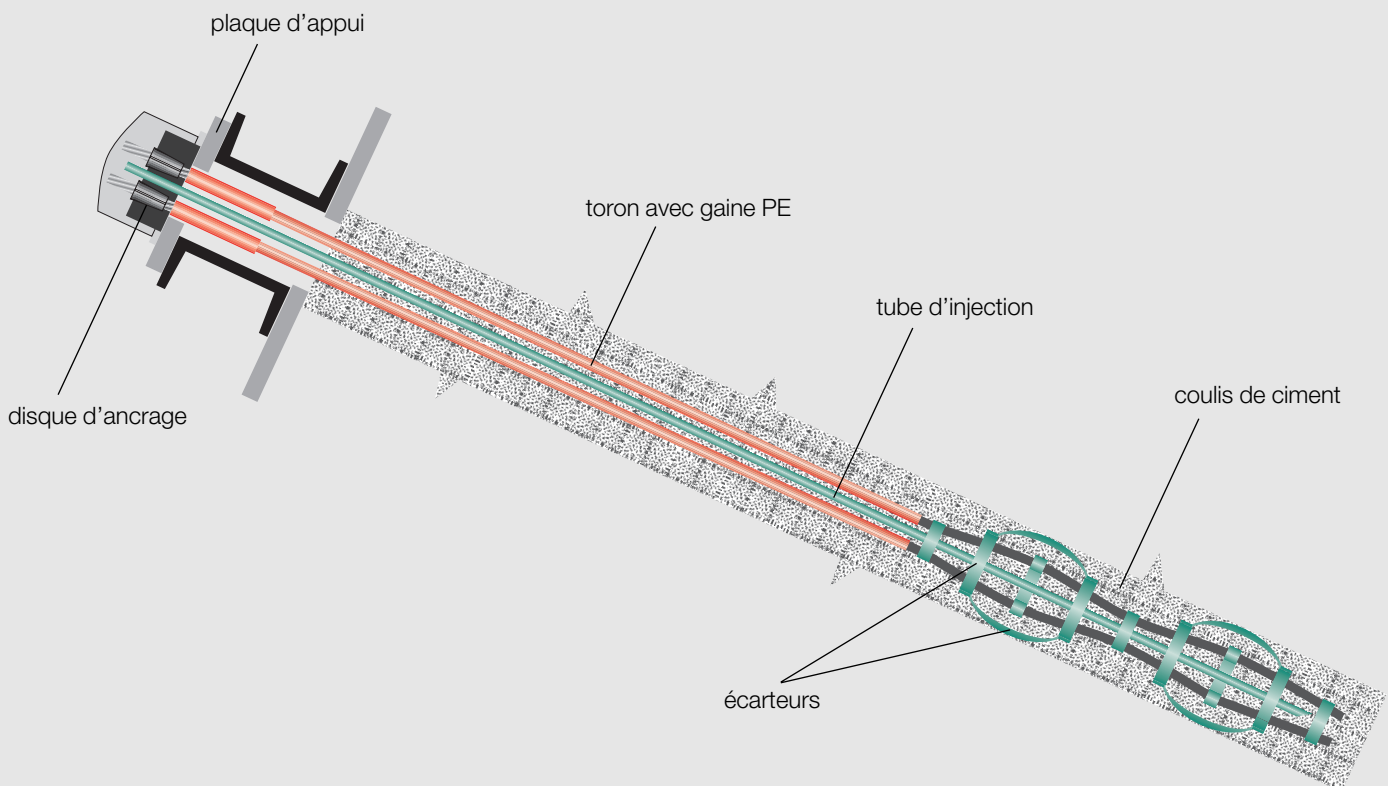 plaque d’appui
toron avec gaine PE
tube d’injection
coulis de ciment
disque d’ancrage
écarteurs